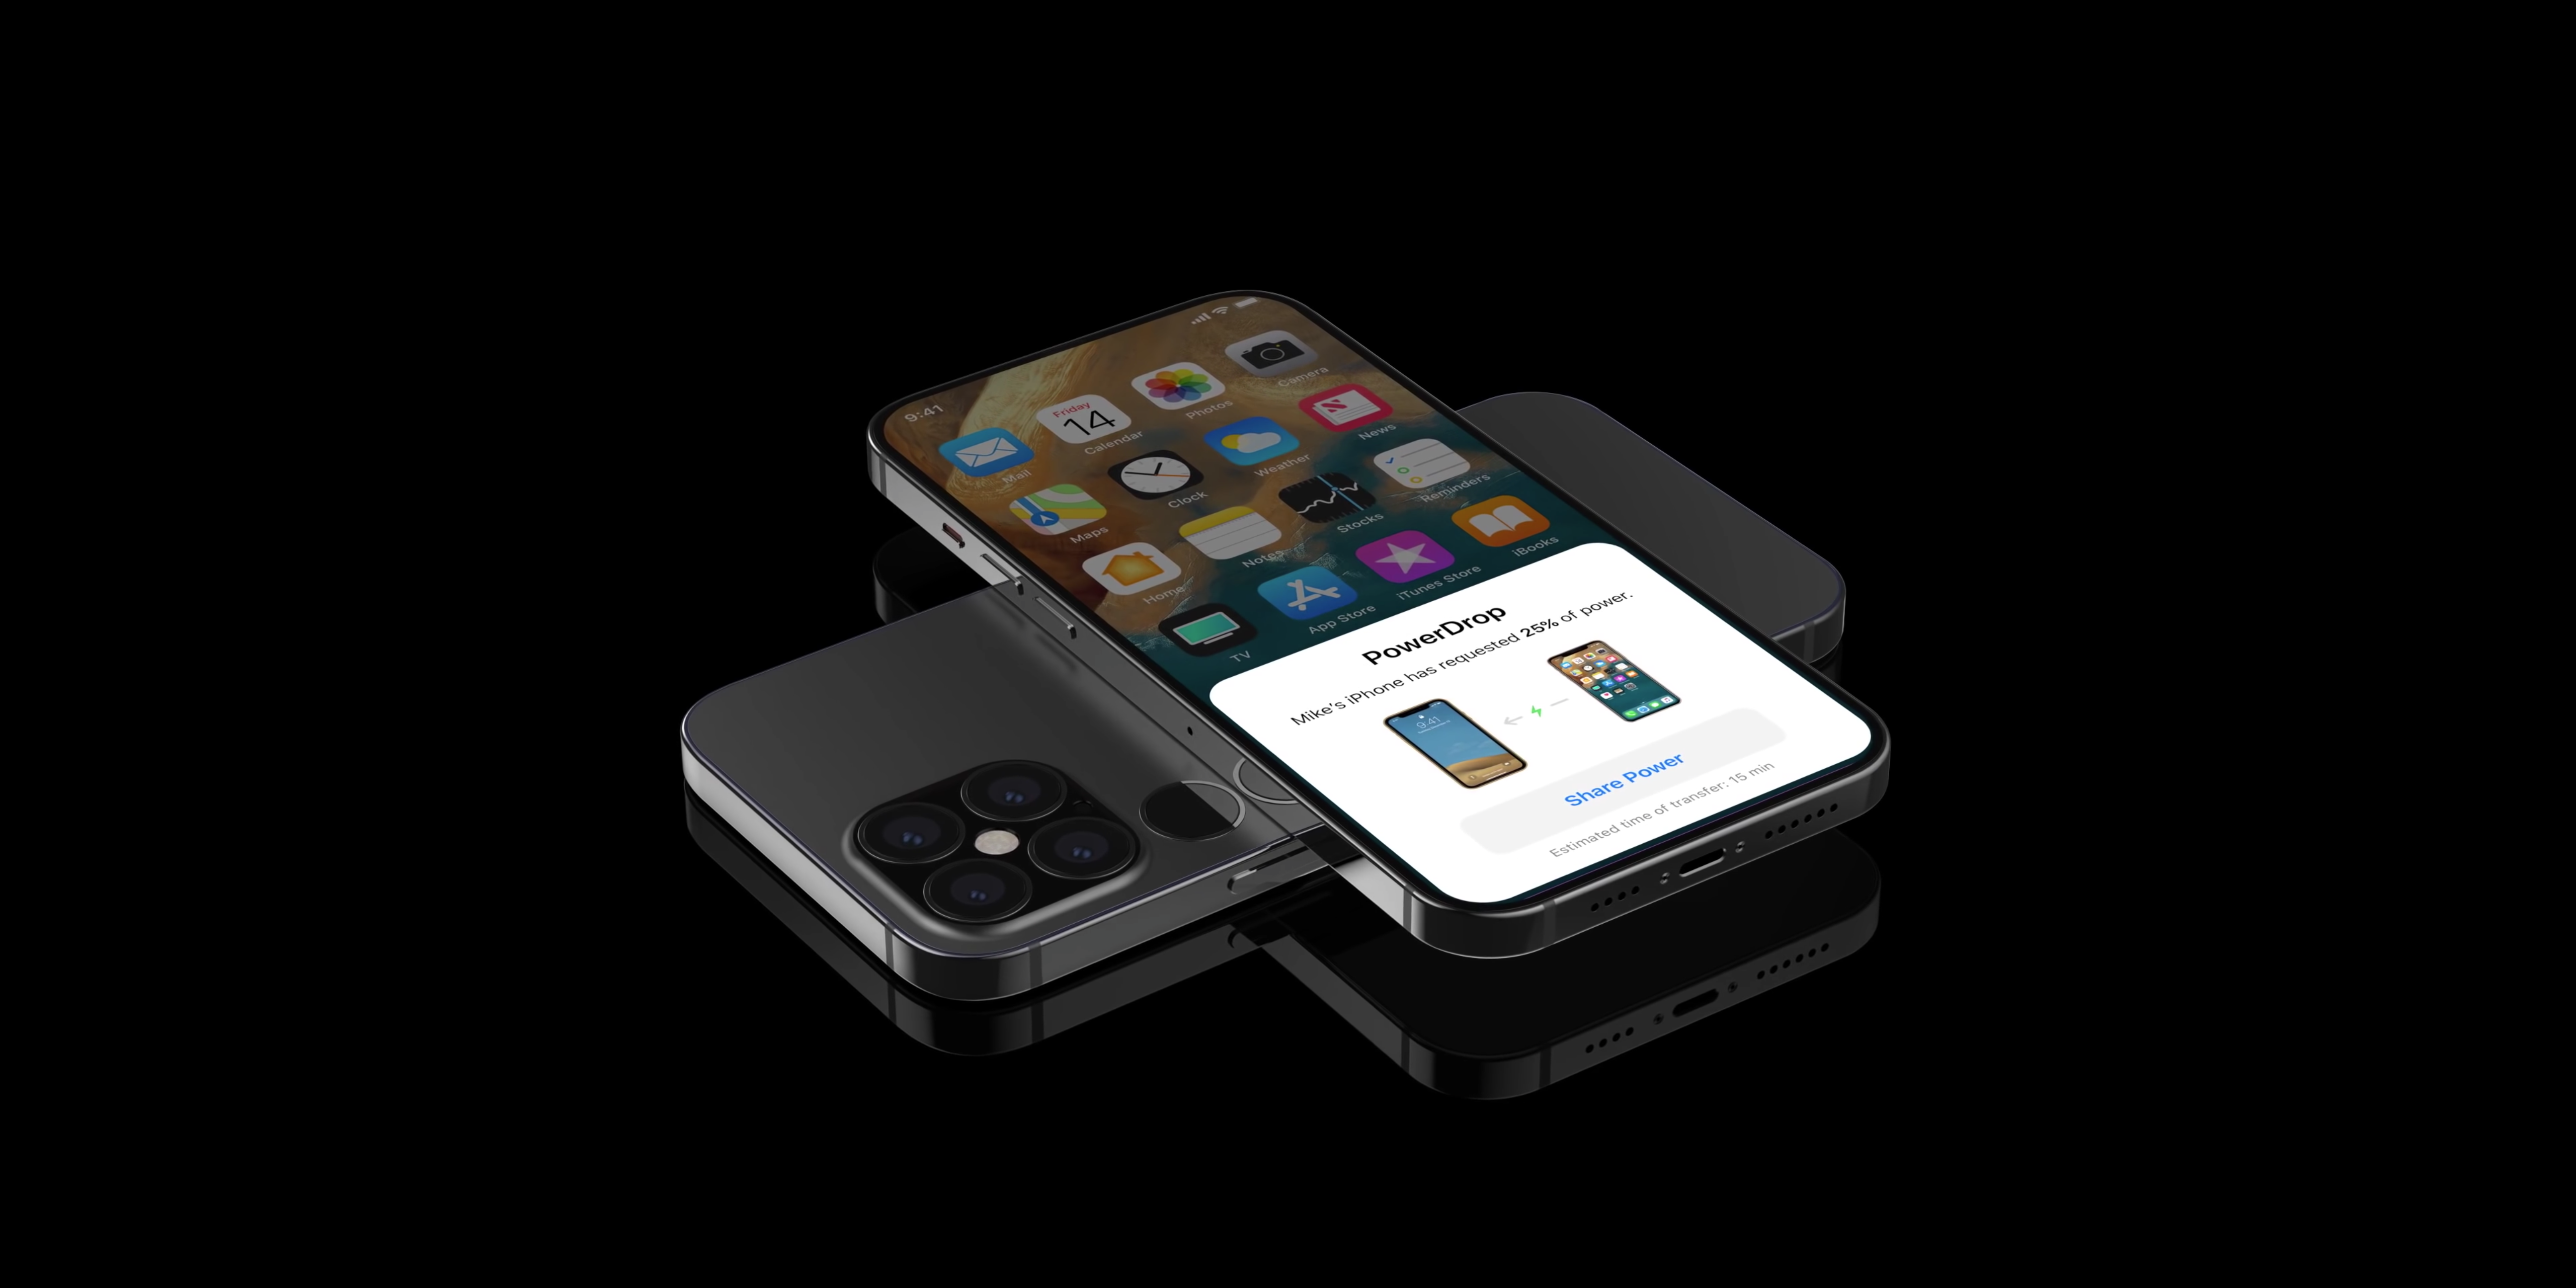 9:41
Mail
Friday
14
Calendar
Photos
Camera
Maps
Clock
Weather
News
Home
Notes
Stocks
Reminders
TV
App Store
iTunes Store
iBooks
PowerDrop
Mike's iPhone has requested 25% of power.
9:41
Share Power
Estimated time of transfer: 15 min